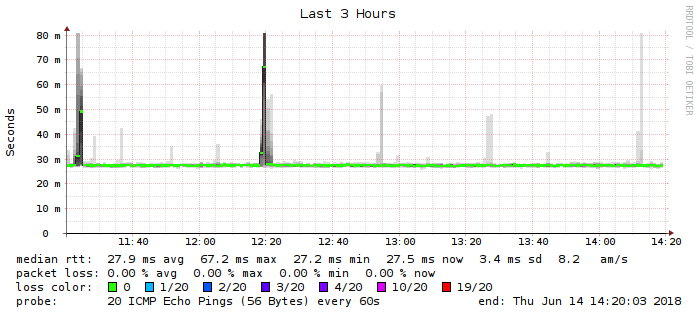 Last 3 Hours
RRDTOOL / TOBI OETIKER
Seconds
80 m
70 m
60 m
50 m
40 m
30 m
20 m
10 m
0
11:40 12:00 12:20 12:40 13:00 13:20 13:40 14:00 14:20
median rtt: 27.9 ms avg 67.2 ms max 27.2 ms min 27.5 ms now 3.4 ms sd 8.2 am/s
packet loss: 0.00 % avg 0.00 % max 0.00 % min 0.00 % now
loss color: 0 1/20 2/20 3/20 4/20 10/20 19/20
probe: 20 ICMP Echo Pings (56 Bytes) every 60s end: Thu Jun 14 14:20:03 2018